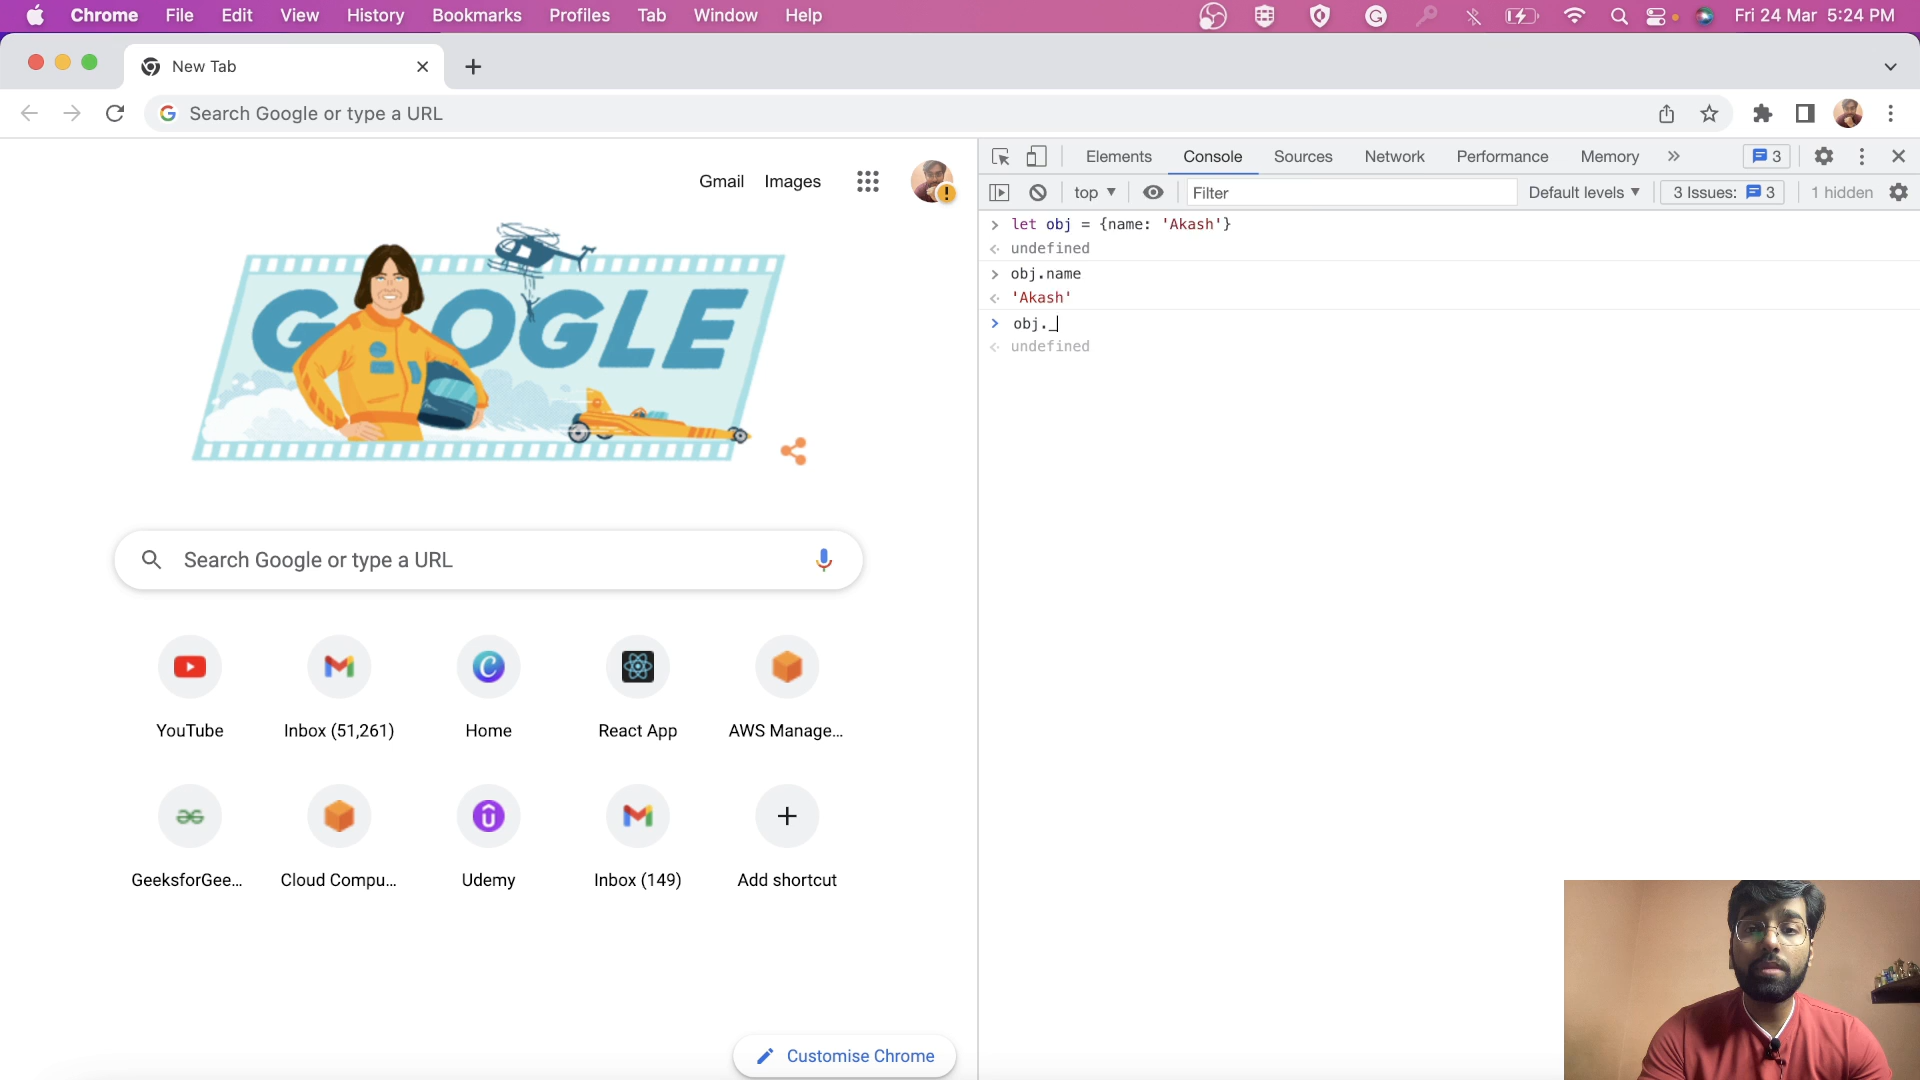 Chrome File Edit View History Bookmarks Profiles Tab Window Help Fri 24 Mar 5:24 PM
New Tab
Search Google or type a URL
Gmail Images
GOOGLE
Search Google or type a URL
YouTube Inbox (51,261) Home React App AWS Manage...
GeeksforGee... Cloud Compu... Udemy Inbox (149) Add shortcut
Customise Chrome
Elements Console Sources Network Performance Memory 3
top Filter Default levels 3 Issues: 3 1 hidden
let obj = {name: 'Akash'}
undefined
obj.name
'Akash'
obj._
undefined